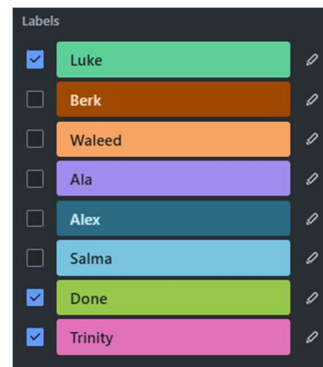 Labels
Luke
Berk
Waleed
Ala
Alex
Salma
Done
Trinity